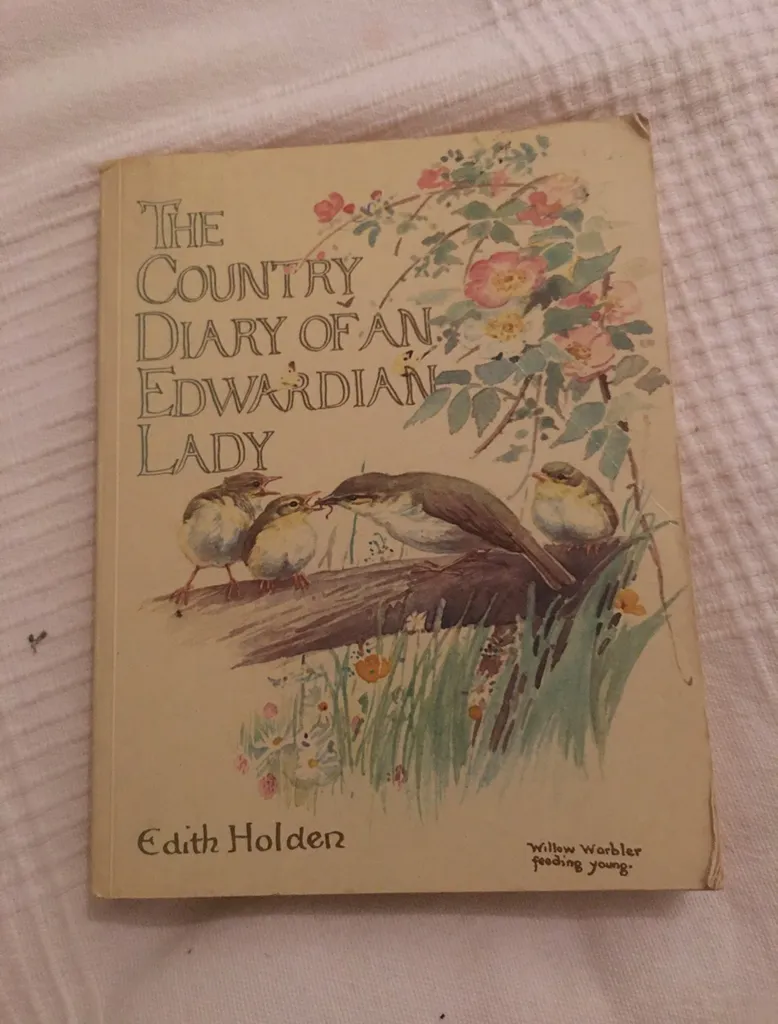 THE
COUNTRY
DIARY OF AN
EDWARDIAN
LADY
Edith Holden
Willow Warbler
feeding young.